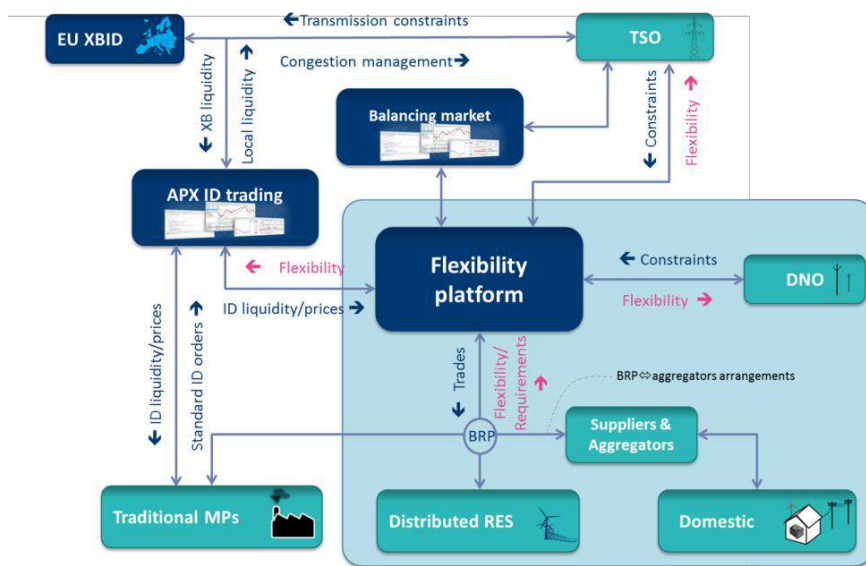 EU XBID
🡸Transmission constraints
TSO
Congestion management🡺
🡸 XB liquidity
Local liquidity 🡺
Balancing market
🡸 Constraints
Flexibility 🡺
APX ID trading
🡸 Flexibility
ID liquidity/prices 🡺
Flexibility
platform
🡸 Constraints
Flexibility 🡺
DNO
🡸 ID liquidity/prices
Standard ID orders 🡺
🡸 Trades
Flexibility/
Requirements 🡺
BRP⇔aggregators arrangements
BRP
Suppliers &
Aggregators
Traditional MPs
Distributed RES
Domestic